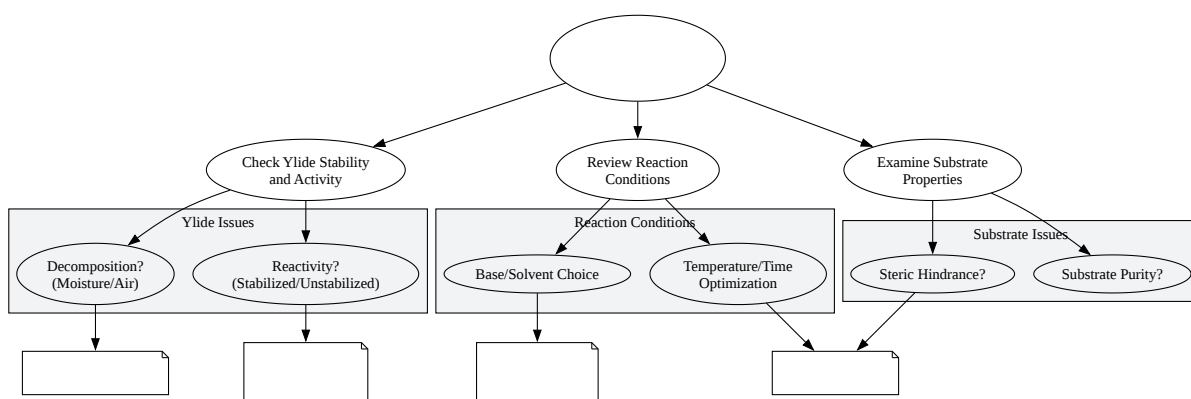 Check Ylide Stability
and Activity
Review Reaction
Conditions
Examine Substrate
Properties
Ylide Issues
Reaction Conditions
Substrate Issues
Decomposition?
(Moisture/Air)
Reactivity?
(Stabilized/Unstabilized)
Base/Solvent Choice
Temperature/Time
Optimization
Steric Hindrance?
Substrate Purity?